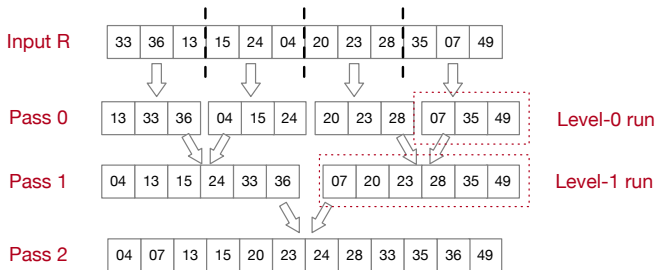 Input R 33 36 13 15 24 04 20 23 28 35 07 49
Pass 0 13 33 36 04 15 24 20 23 28 07 35 49 Level-0 run
Pass 1 04 13 15 24 33 36 07 20 23 28 35 49 Level-1 run
Pass 2 04 07 13 15 20 23 24 28 33 35 36 49